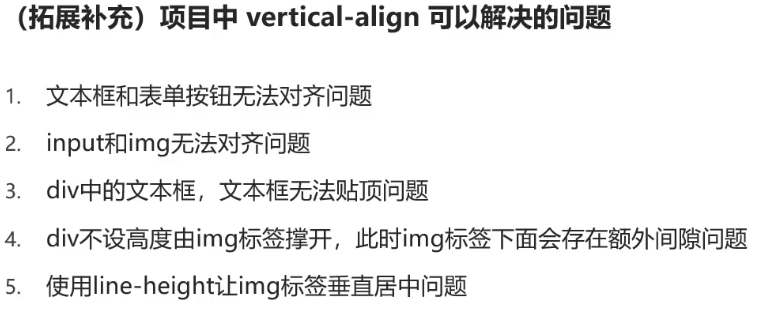 （拓展补充）项目中 vertical-align 可以解决的问题
1. 文本框和表单按钮无法对齐问题
2. input和img无法对齐问题
3. div中的文本框，文本框无法贴顶问题
4. div不设高度由img标签撑开，此时img标签下面会存在额外间隙问题
5. 使用line-height让img标签垂直居中问题